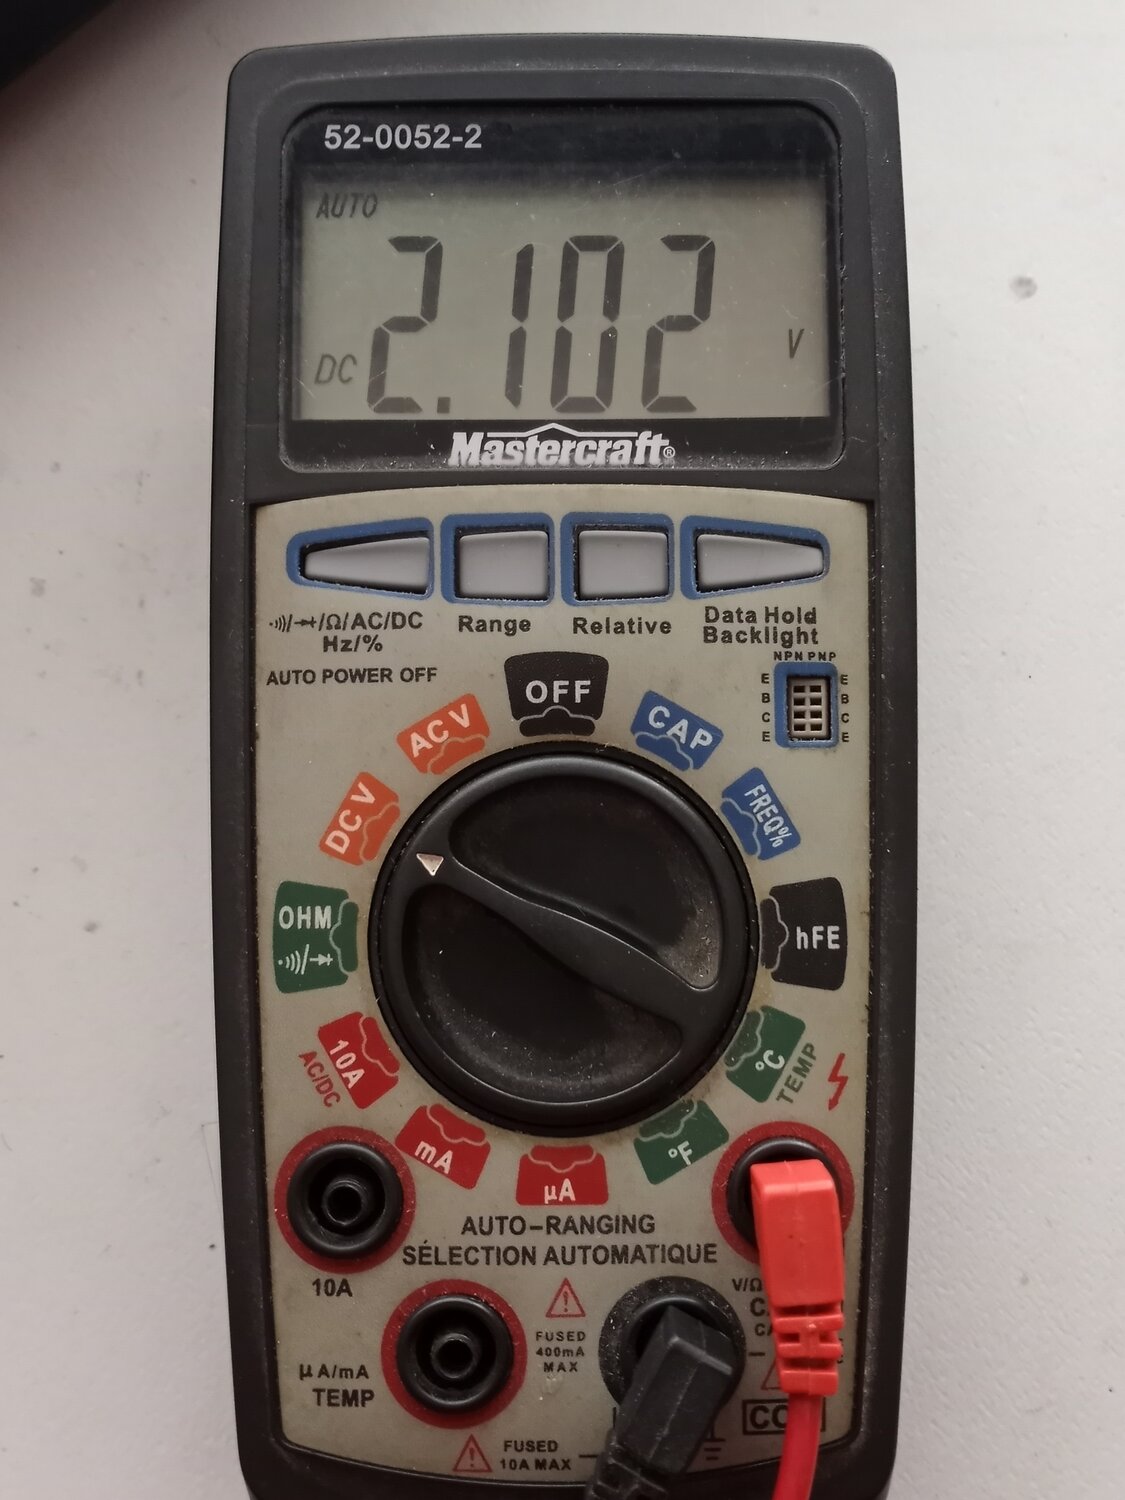 52-0052-2
AUTO
DC 2.102 V
Mastercraft®
·)))/➔+/Ω/AC/DC
Hz/%
Range
Relative
Data Hold
Backlight
AUTO POWER OFF
NPN PNP
E E
B B
C C
E E
OFF
AC V
CAP
DC V
FREQ%
OHM
hFE
10A
AC/DC
°C
TEMP
mA
°F
µA
AUTO-RANGING
SÉLECTION AUTOMATIQUE
10A
V/Ω
FUSED
400mA
MAX
µA/mA
TEMP
FUSED
10A MAX